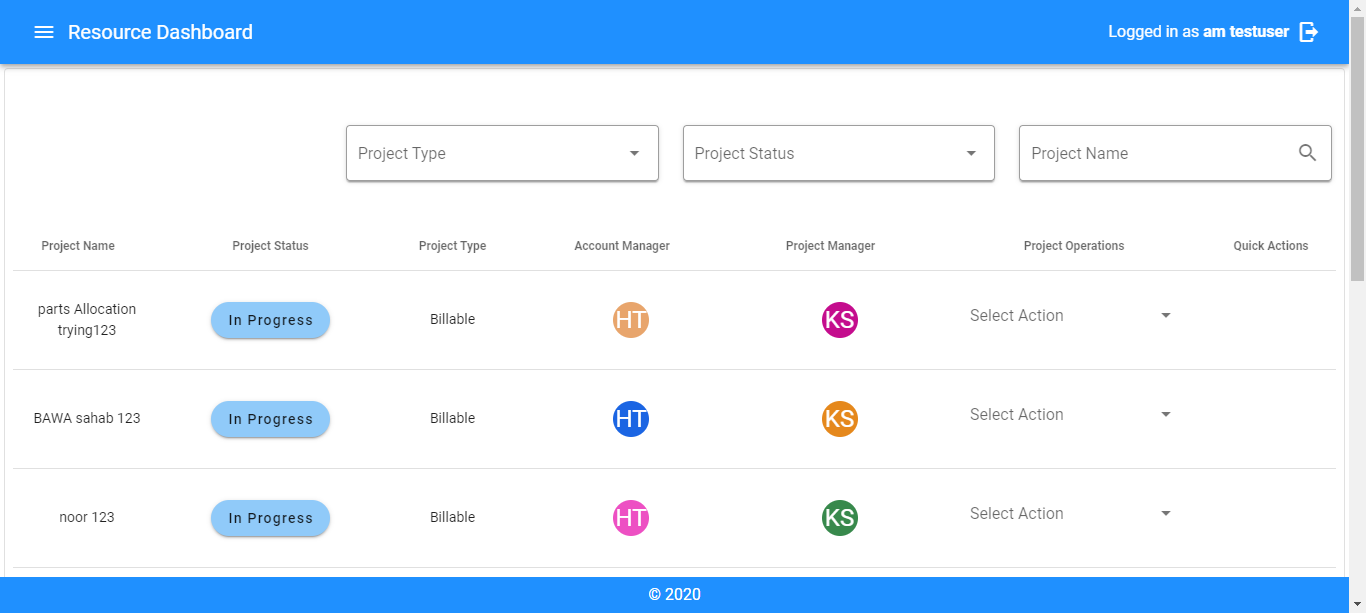 Resource Dashboard
Logged in as am testuser
Project Type
Project Status
Project Name
Project Name
Project Status
Project Type
Account Manager
Project Manager
Project Operations
Quick Actions
parts Allocation
trying123
In Progress
Billable
HT
KS
Select Action
BAWA sahab 123
In Progress
Billable
HT
KS
Select Action
noor 123
In Progress
Billable
HT
KS
Select Action
© 2020